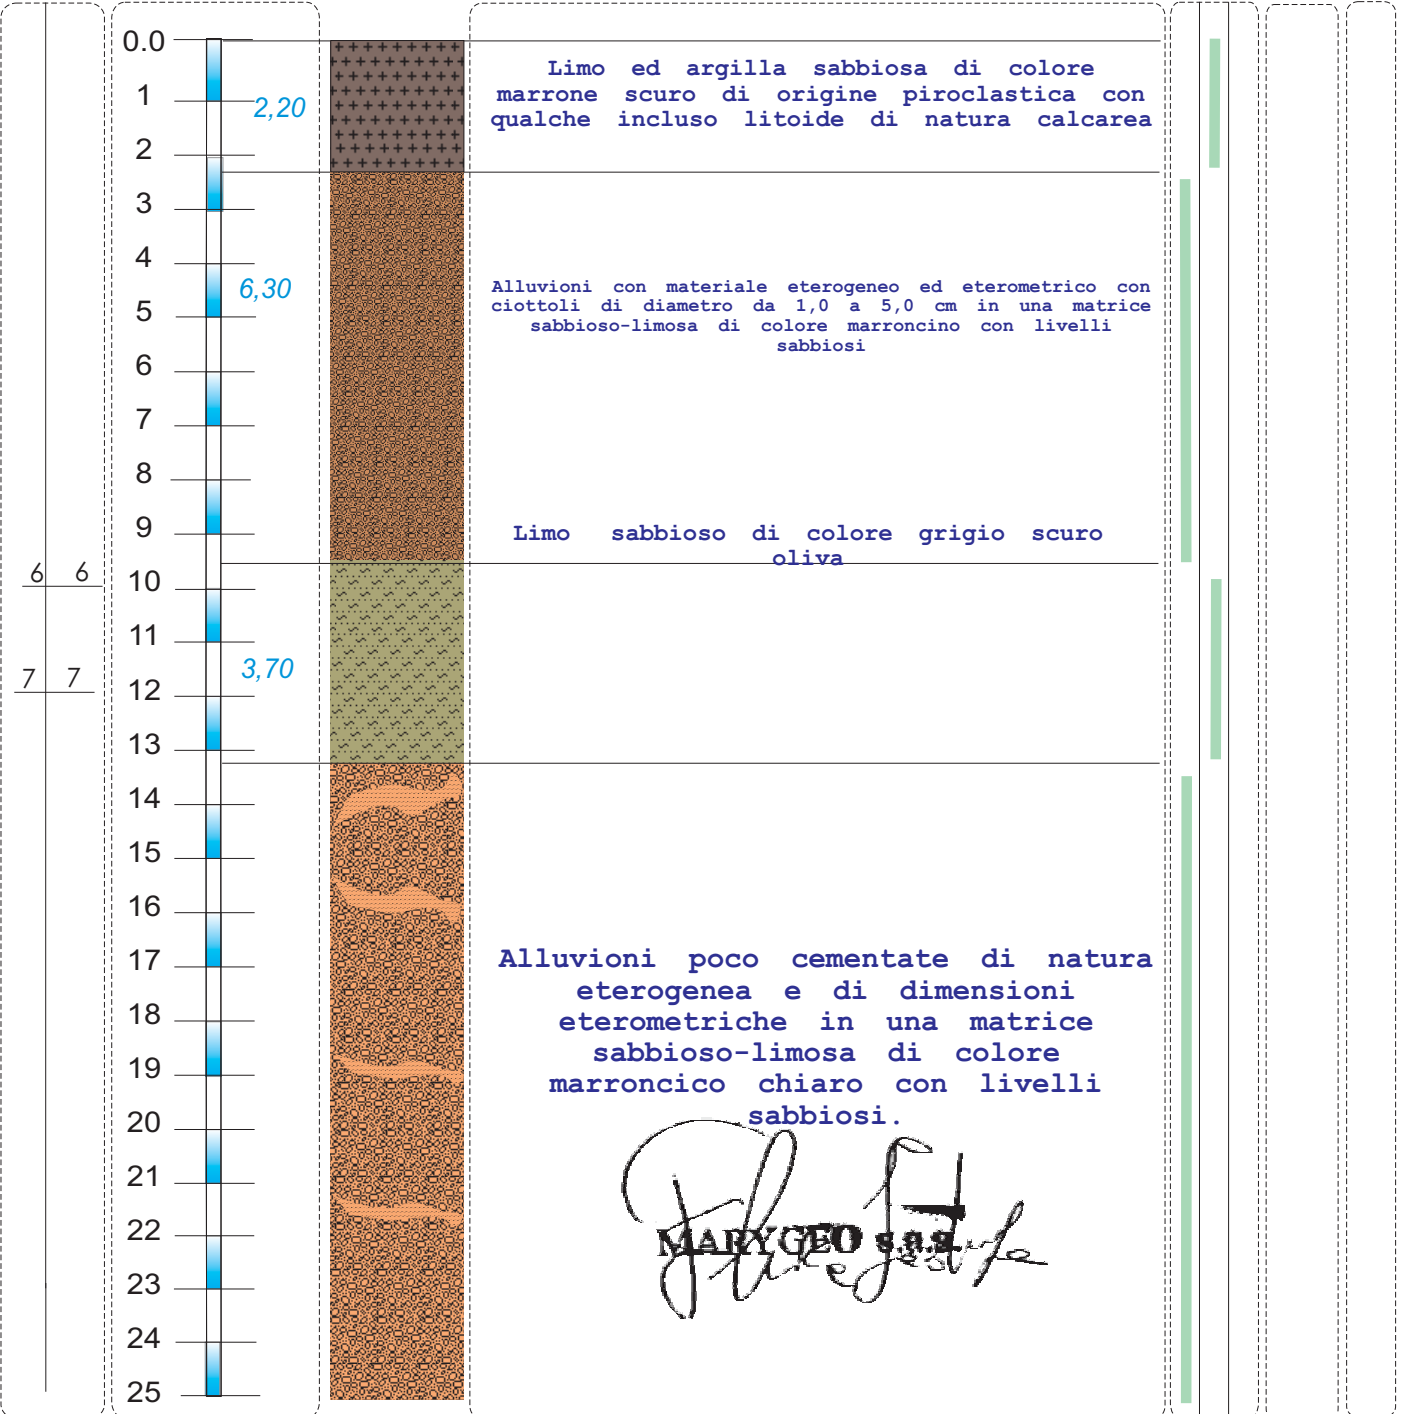 0.0
1
2,20
2
3
4
6,30
5
6
7
8
9
6 6
10
11
3,70
7 7
12
13
14
15
16
17
18
19
20
21
22
23
24
25
Limo ed argilla sabbiosa di colore
marrone scuro di origine piroclastica con
qualche incluso litoide di natura calcarea
Alluvioni con materiale eterogeneo ed eterometrico con
ciottoli di diametro da 1,0 a 5,0 cm in una matrice
sabbioso-limosa di colore marroncino con livelli
sabbiosi
Limo sabbioso di colore grigio scuro
oliva
Alluvioni poco cementate di natura
eterogenea e di dimensioni
eterometriche in una matrice
sabbioso-limosa di colore
marroncico chiaro con livelli
sabbiosi.
MARYGEO